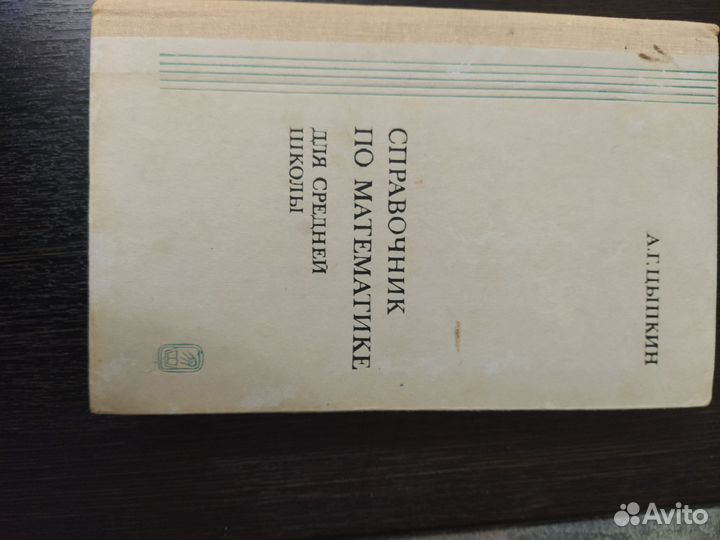 А.Г. ЦЫПКИН
СПРАВОЧНИК
ПО МАТЕМАТИКЕ
ДЛЯ СРЕДНЕЙ
ШКОЛЫ
Avito